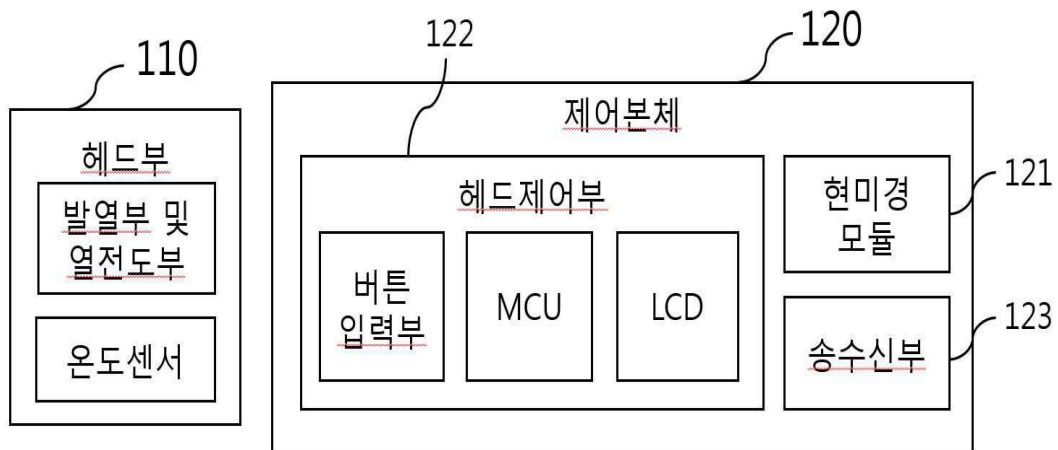 110
헤드부
발열부 및
열전도부
온도센서
120
제어본체
122
헤드제어부
버튼
입력부
MCU
LCD
121
현미경
모듈
123
송수신부